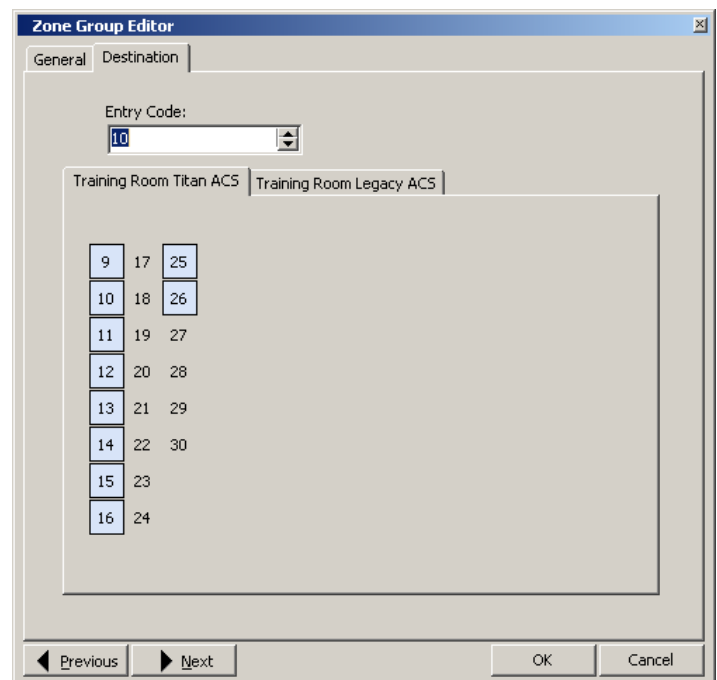 Zone Group Editor
General Destination
Entry Code:
10
Training Room Titan ACS Training Room Legacy ACS
9 17 25
10 18 26
11 19 27
12 20 28
13 21 29
14 22 30
15 23
16 24
Previous Next OK Cancel